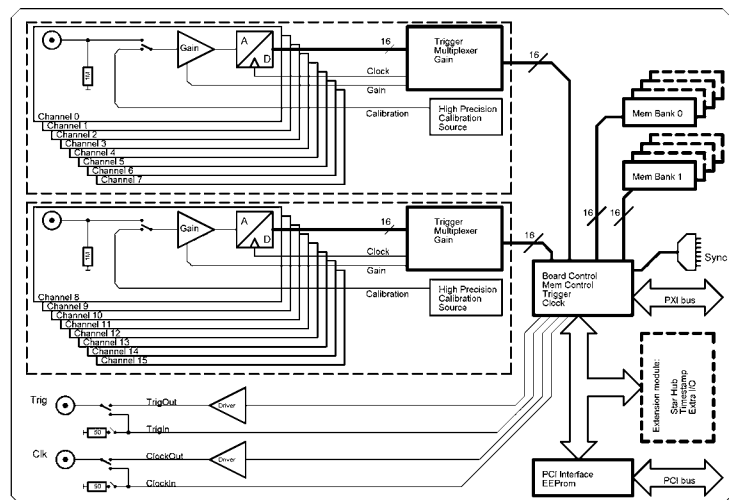 Gain
A
D
16
Trigger
Multiplexer
Gain
16
Clock
Gain
Calibration
High Precision
Calibration
Source
1M
Channel 0
Channel 1
Channel 2
Channel 3
Channel 4
Channel 5
Channel 6
Channel 7
Mem Bank 0
Mem Bank 1
16
16
Gain
A
D
16
Trigger
Multiplexer
Gain
16
Clock
Gain
Calibration
High Precision
Calibration
Source
1M
Channel 8
Channel 9
Channel 10
Channel 11
Channel 12
Channel 13
Channel 14
Channel 15
Board Control
Mem Control
Trigger
Clock
Sync
PXI bus
Extension module:
Star Hub
Timestamp
Extra I/O
Trig
TrigOut
Driver
50
TrigIn
Clk
ClockOut
Driver
50
ClockIn
PCI Interface
EEProm
PCI bus